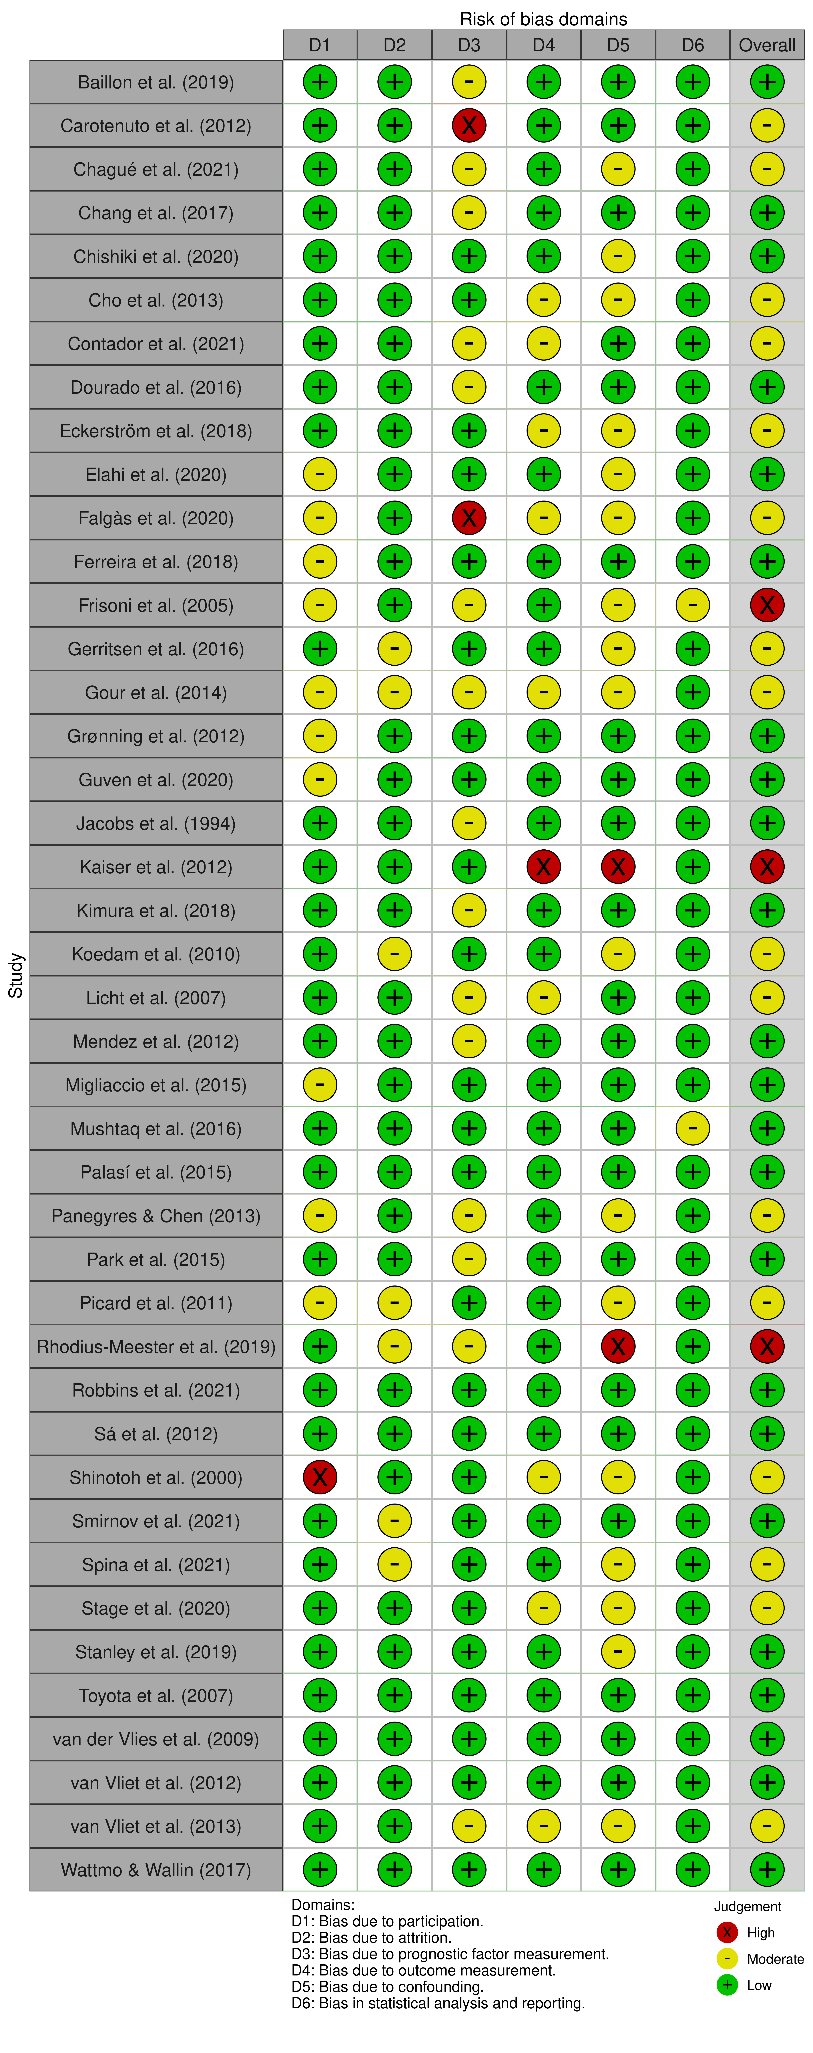 Risk of bias domains
D1 D2 D3 D4 D5 D6 Overall
Study
Baillon et al. (2019) + + - + + + +
Carotenuto et al. (2012) + + X + + + -
Chagué et al. (2021) + + - + - + -
Chang et al. (2017) + + - + + + +
Chishiki et al. (2020) + + + + - + +
Cho et al. (2013) + + + - - + -
Contador et al. (2021) + + - - + + -
Dourado et al. (2016) + + - + + + +
Eckerström et al. (2018) + + + - - + -
Elahi et al. (2020) - + + + - + +
Falgàs et al. (2020) - + X - - + -
Ferreira et al. (2018) - + + + + + +
Frisoni et al. (2005) - + - + - - X
Gerritsen et al. (2016) + - + + - + -
Gour et al. (2014) - - - - - + -
Grønning et al. (2012) - + + + + + +
Guven et al. (2020) - + + + + + +
Jacobs et al. (1994) + + - + + + +
Kaiser et al. (2012) + + + X X + X
Kimura et al. (2018) + + - + + + +
Koedam et al. (2010) + - + + - + -
Licht et al. (2007) + + - - + + -
Mendez et al. (2012) + + - + + + +
Migliaccio et al. (2015) - + + + + + +
Mushtaq et al. (2016) + + + + + - +
Palasí et al. (2015) + + + + + + +
Panegyres & Chen (2013) - + - + - + -
Park et al. (2015) + + - + + + +
Picard et al. (2011) - - + + - + -
Rhodius-Meester et al. (2019) + - - + X + X
Robbins et al. (2021) + + + + + + +
Sá et al. (2012) + + + + + + +
Shinotoh et al. (2000) X + + - - + -
Smirnov et al. (2021) + - + + + + +
Spina et al. (2021) + - + + - + -
Stage et al. (2020) + + + - - + -
Stanley et al. (2019) + + + + - + +
Toyota et al. (2007) + + + + + + +
van der Vlies et al. (2009) + + + + + + +
van Vliet et al. (2012) + + + + + + +
van Vliet et al. (2013) + + - - - + -
Wattmo & Wallin (2017) + + + + + + +
Domains:
D1: Bias due to participation.
D2: Bias due to attrition.
D3: Bias due to prognostic factor measurement.
D4: Bias due to outcome measurement.
D5: Bias due to confounding.
D6: Bias in statistical analysis and reporting.
Judgement
X High
- Moderate
+ Low